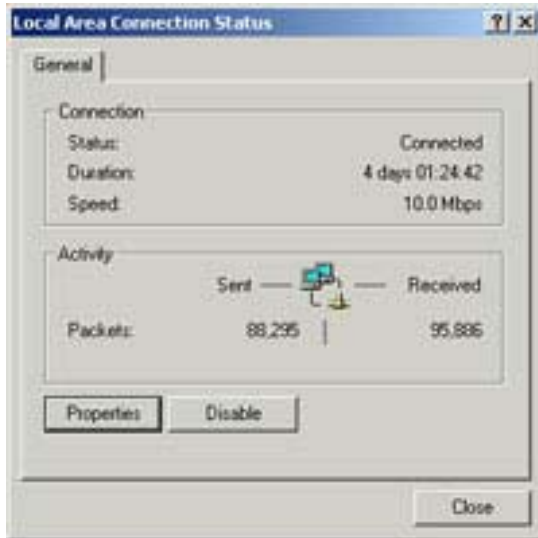 Local Area Connection Status
General
Connection
Status: Connected
Duration: 4 days 01:24:42
Speed: 10.0 Mbps
Activity
Sent Received
Packets: 88,295 95,886
Properties Disable
Close